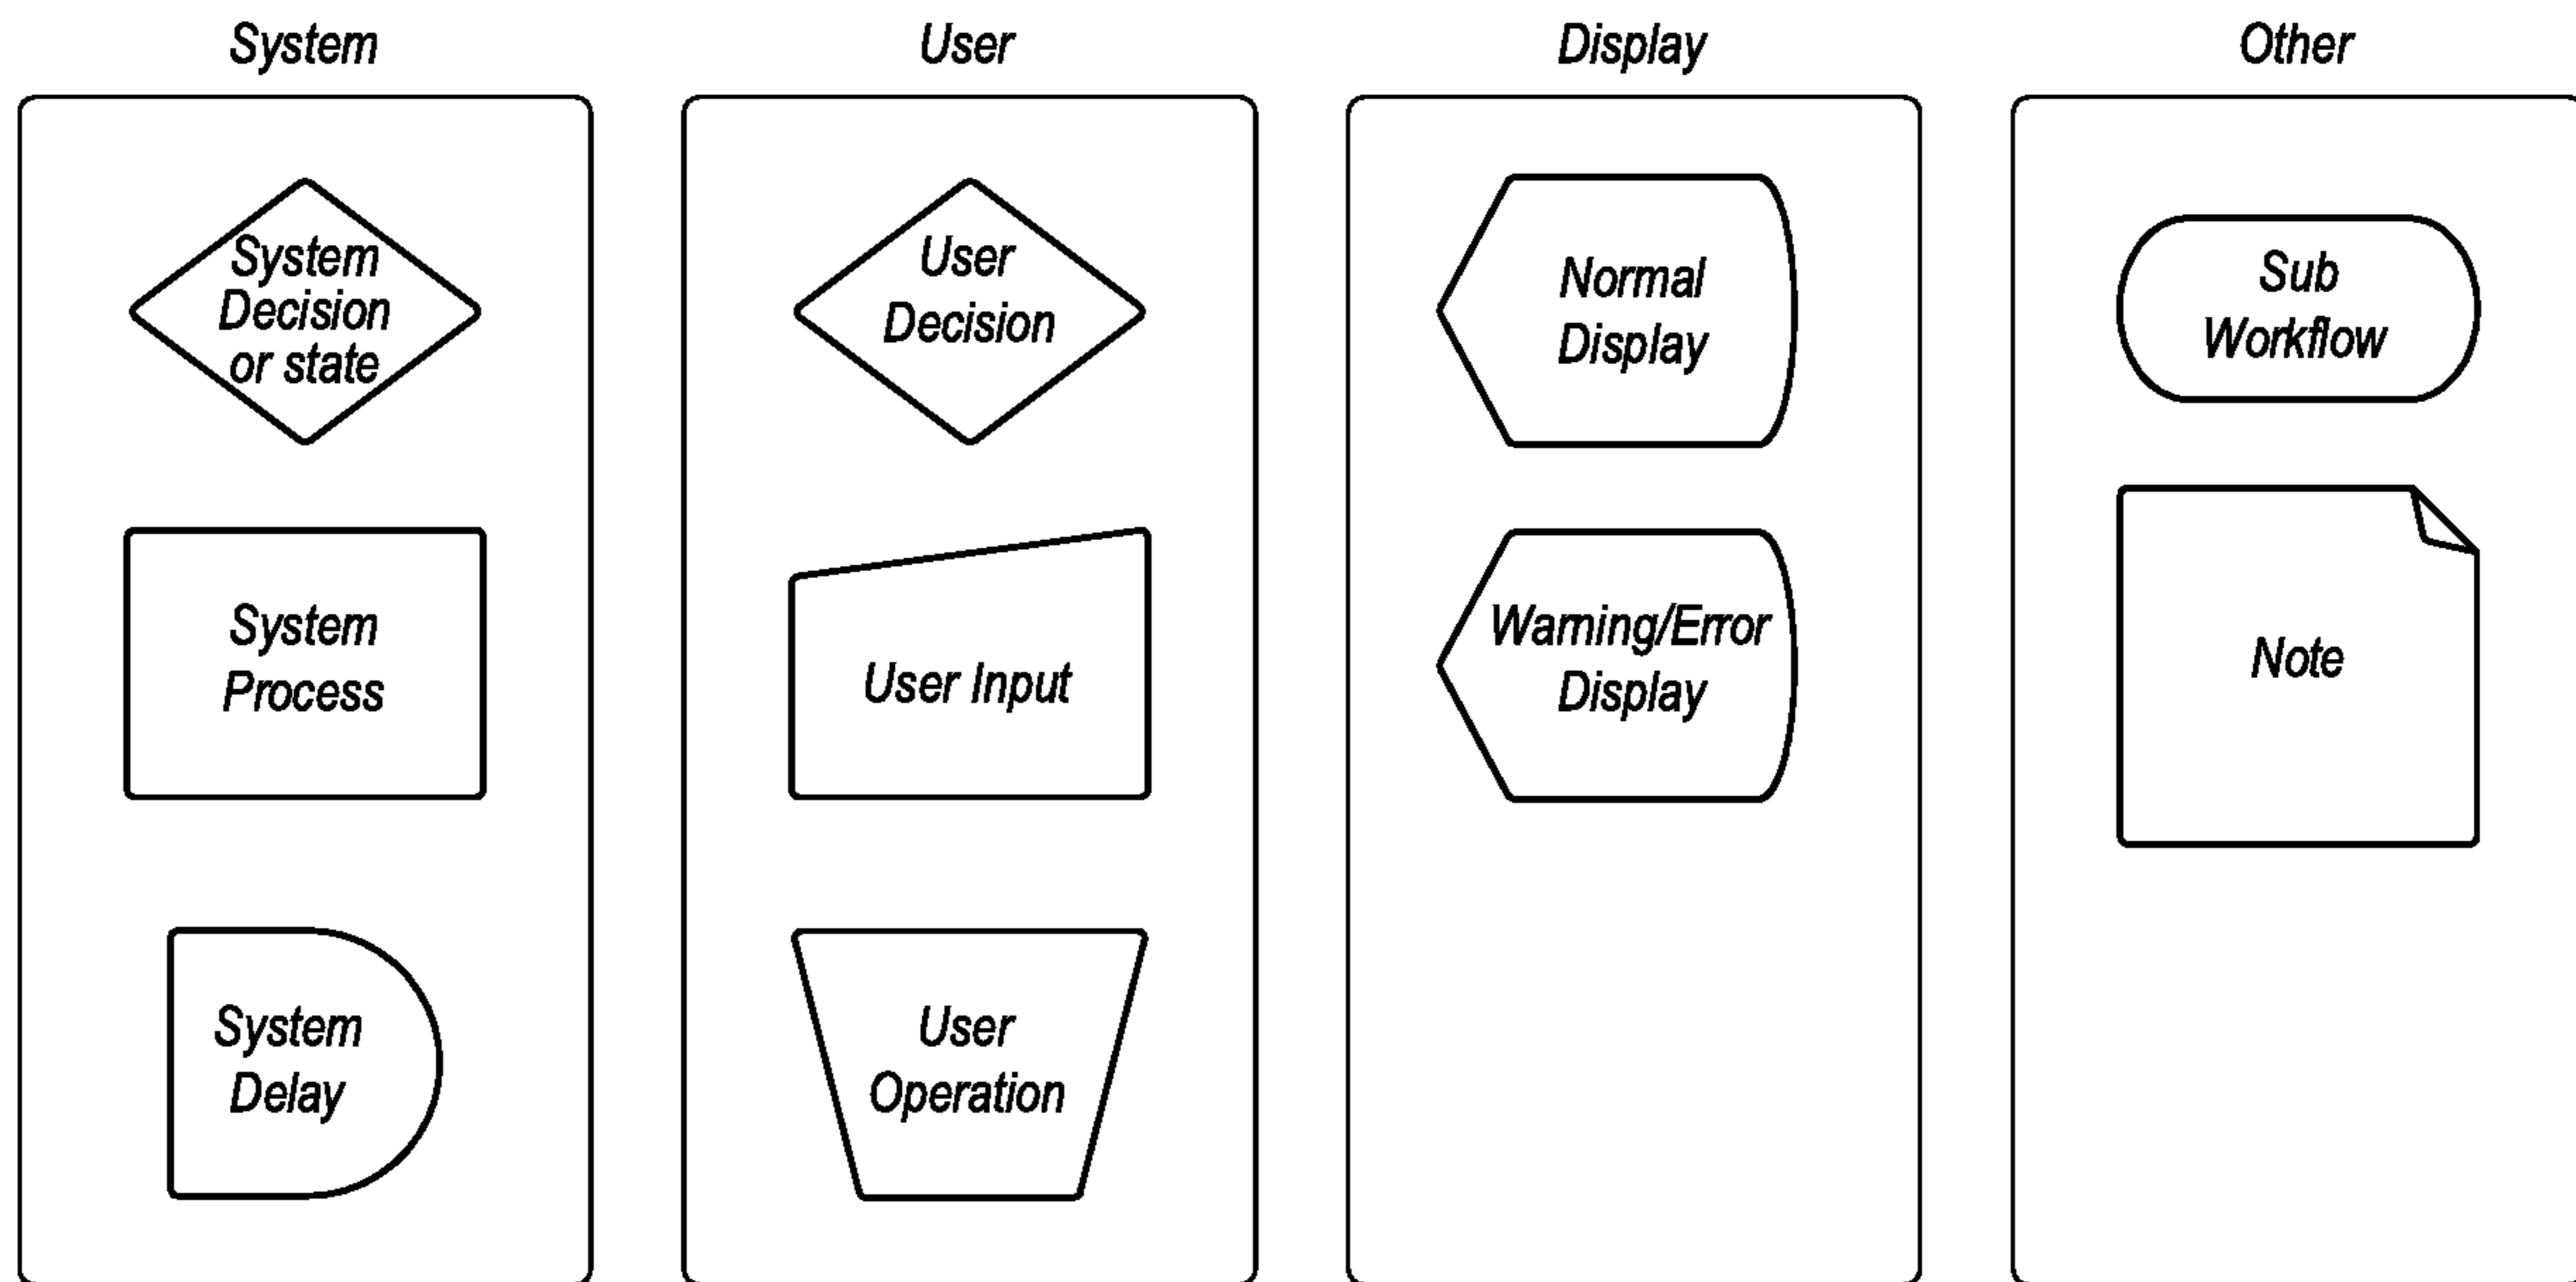 System
User
Display
Other
System
Decision
or state
User
Decision
Normal
Display
Sub
Workflow
System
Process
User Input
Warning/Error
Display
Note
System
Delay
User
Operation